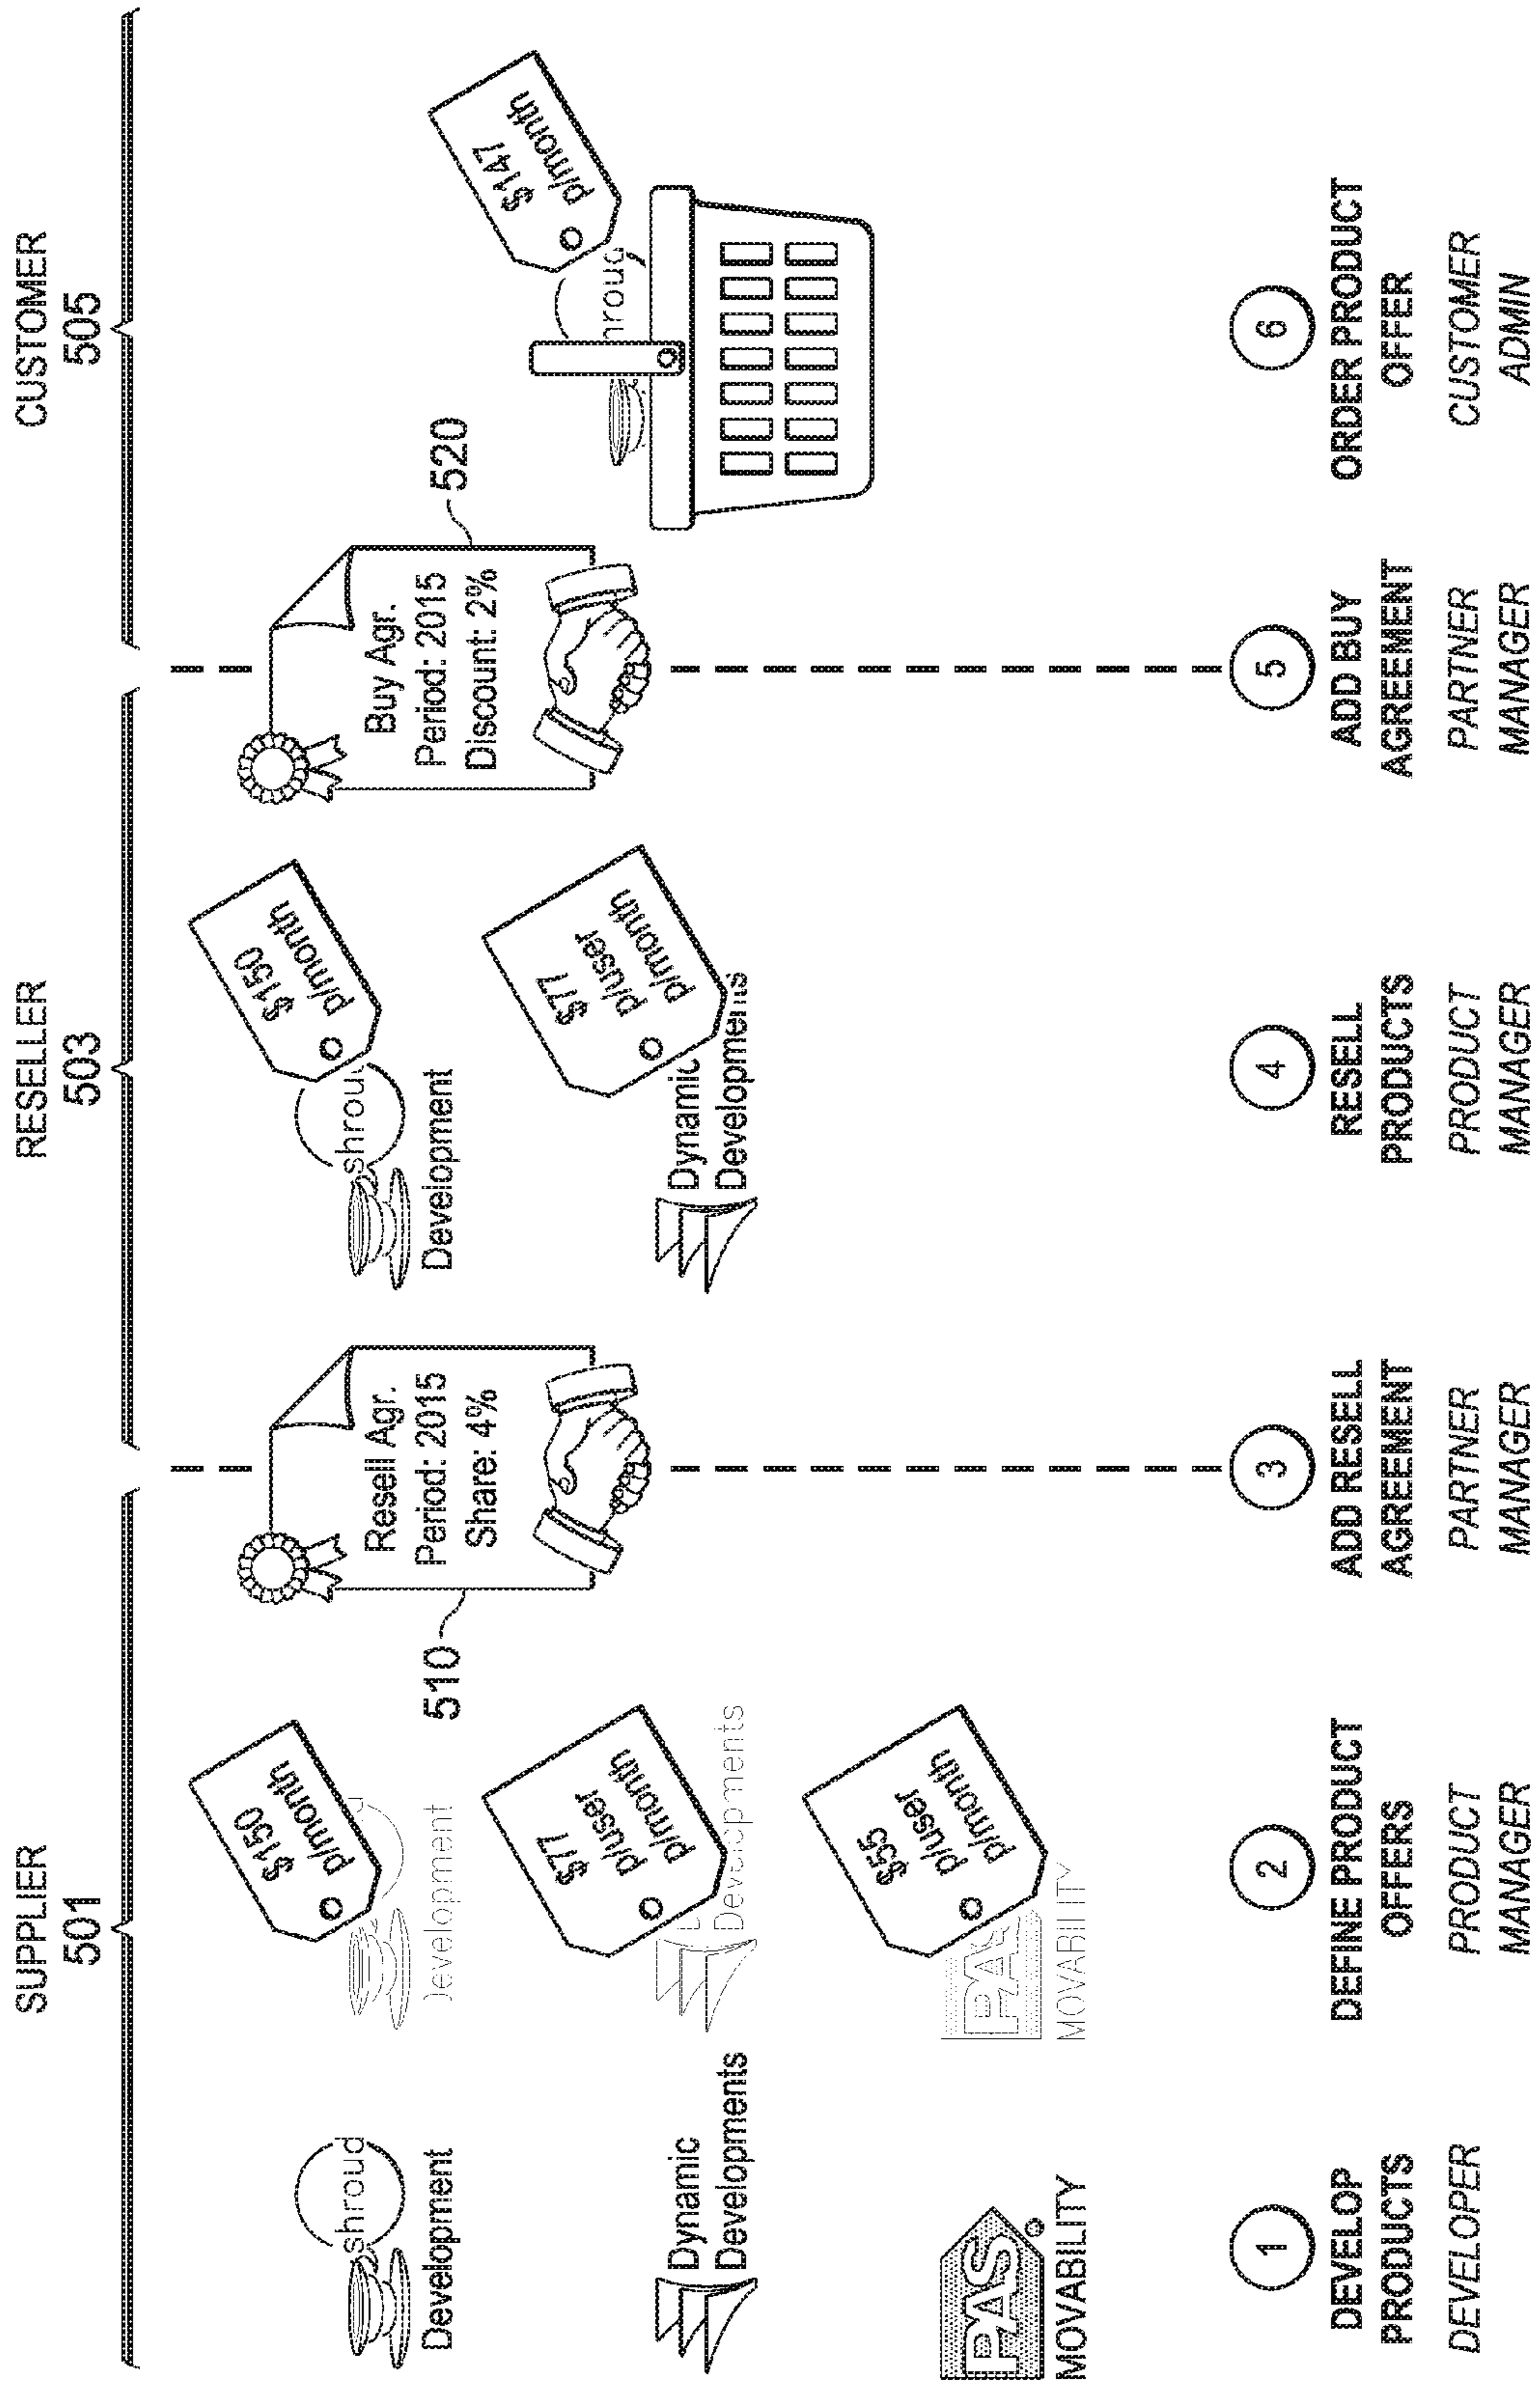 SUPPLIER
501
RESELLER
503
CUSTOMER
505
shroud
Development
Dynamic
Developments
PAS
MOVABILITY
$150
p/month
Development
$77
p/user
p/month
Developments
$55
p/user
p/month
PAS
MOVABILITY
510
Resell Agr.
Period: 2015
Share: 4%
$150
p/month
shroud
Development
$77
p/user
p/month
Dynamic
Developments
520
Buy Agr.
Period: 2015
Discount: 2%
$147
p/month
hroud
1
DEVELOP
PRODUCTS
DEVELOPER
2
DEFINE PRODUCT
OFFERS
PRODUCT
MANAGER
3
ADD RESELL
AGREEMENT
PARTNER
MANAGER
4
RESELL
PRODUCTS
PRODUCT
MANAGER
5
ADD BUY
AGREEMENT
PARTNER
MANAGER
6
ORDER PRODUCT
OFFER
CUSTOMER
ADMIN